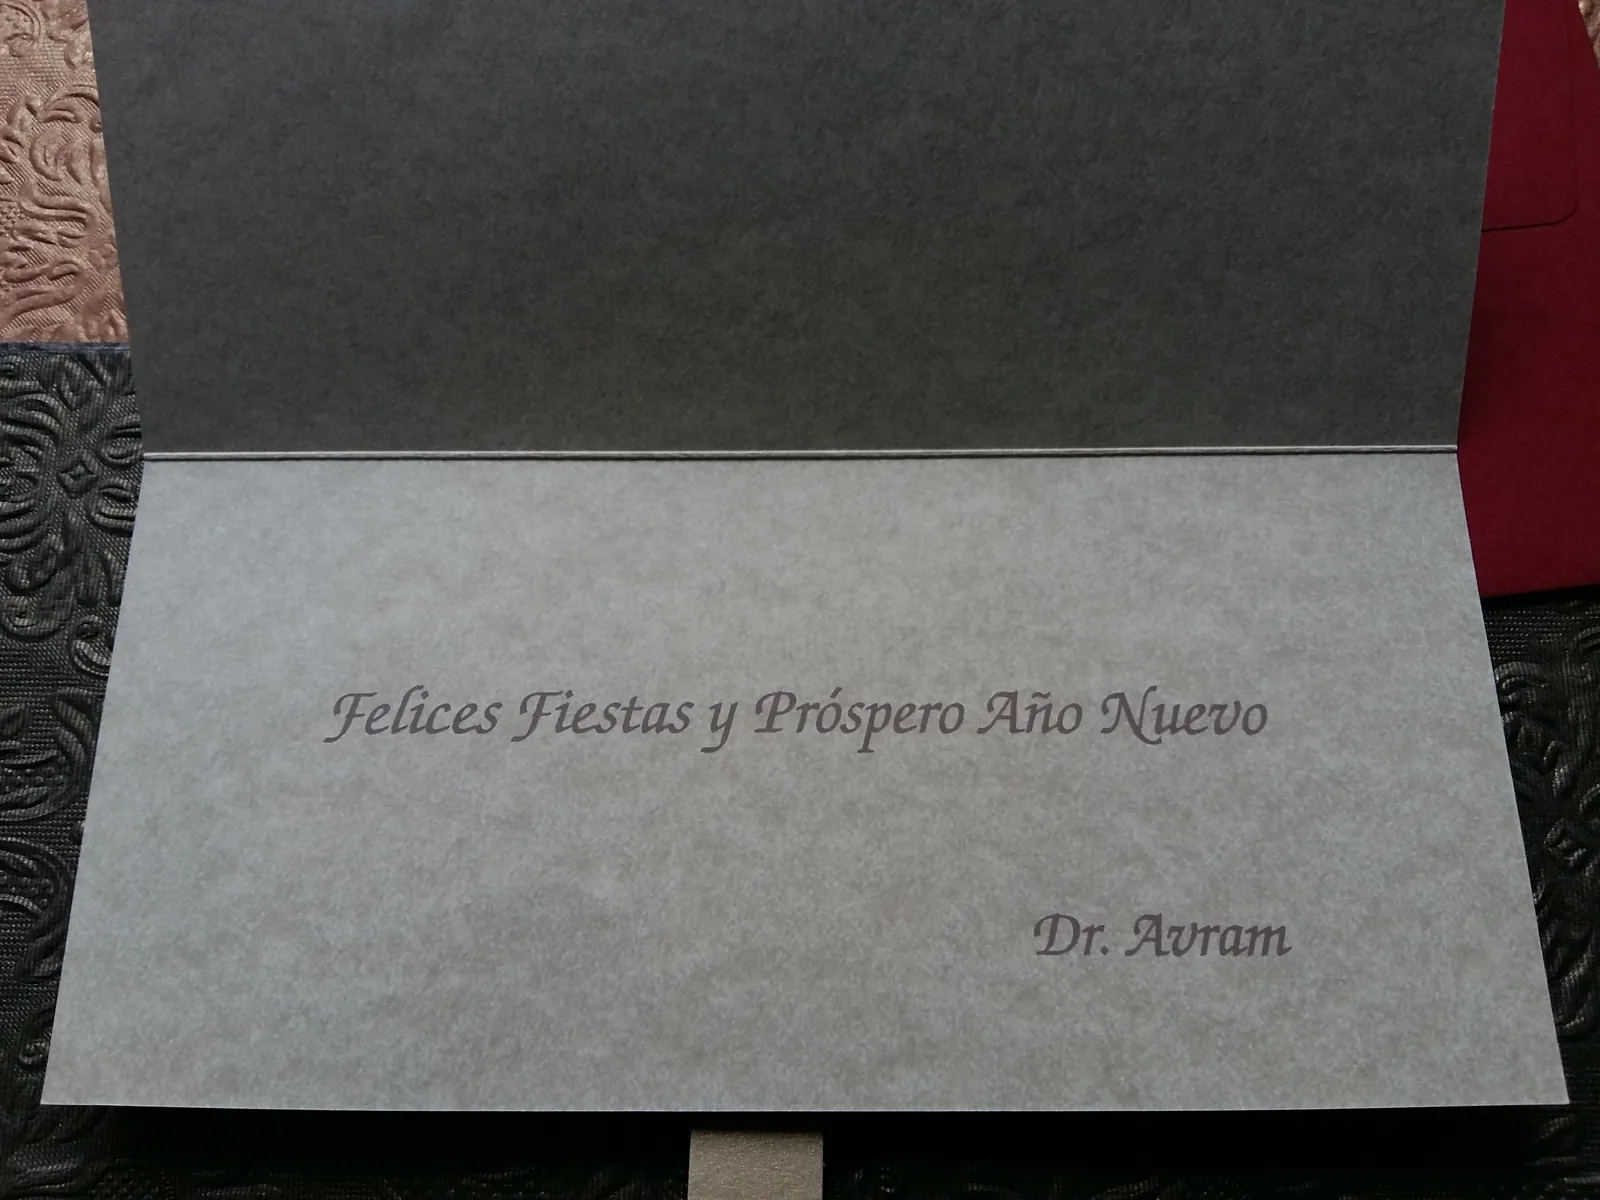 Felices Fiestas y Próspero Año Nuevo
Dr. Avram